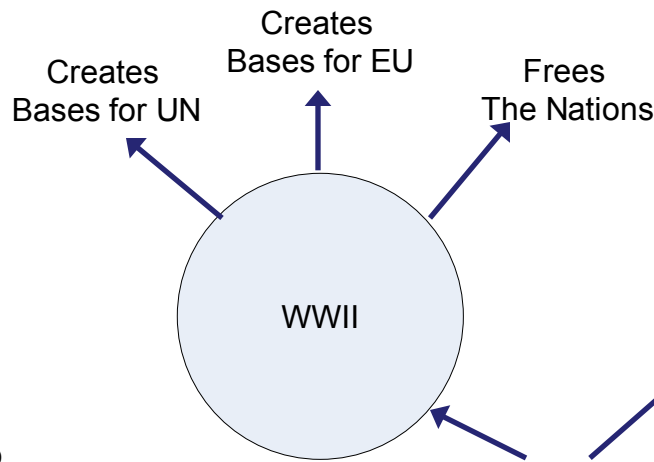 Creates
Bases for UN
Creates
Bases for EU
Frees
The Nations
WWII